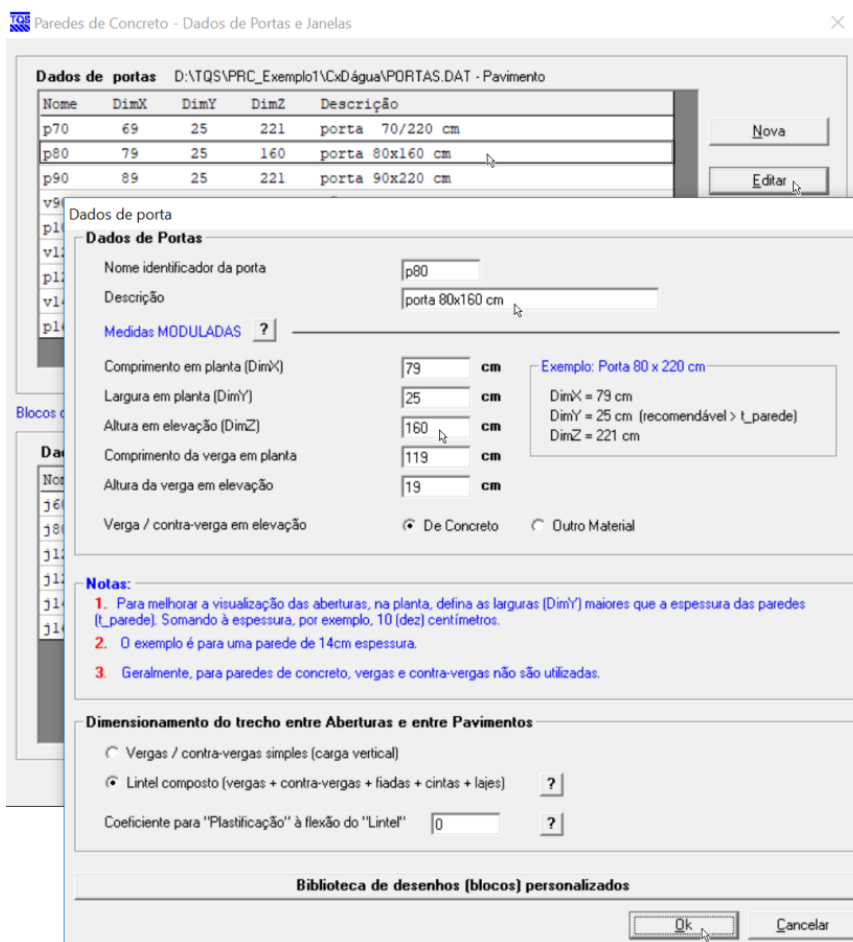 TQS Paredes de Concreto - Dados de Portas e Janelas
Dados de portas D:\TQS\PRC_Exemplo1\CxDágua\PORTAS.DAT - Pavimento
Nome DimX DimY DimZ Descrição
p70 69 25 221 porta 70/220 cm
p80 79 25 160 porta 80x160 cm
p90 89 25 221 porta 90x220 cm
Nova
Editar
Dados de porta
Dados de Portas
Nome identificador da porta p80
Descrição porta 80x160 cm
Medidas MODULADAS ?
Comprimento em planta (DimX) 79 cm
Largura em planta (DimY) 25 cm
Altura em elevação (DimZ) 160 cm
Comprimento da verga em planta 119 cm
Altura da verga em elevação 19 cm
Exemplo: Porta 80 x 220 cm
DimX = 79 cm
DimY = 25 cm (recomendável > t_parede)
DimZ = 221 cm
Verga / contra-verga em elevação De Concreto Outro Material
Notas:
1. Para melhorar a visualização das aberturas, na planta, defina as larguras (DimY) maiores que a espessura das paredes
(t_parede). Somando à espessura, por exemplo, 10 (dez) centímetros.
2. O exemplo é para uma parede de 14cm espessura.
3. Geralmente, para paredes de concreto, vergas e contra-vergas não são utilizadas.
Dimensionamento do trecho entre Aberturas e entre Pavimentos
Vergas / contra-vergas simples (carga vertical)
Lintel composto (vergas + contra-vergas + fiadas + cintas + lajes) ?
Coeficiente para "Plastificação" à flexão do "Lintel" 0 ?
Biblioteca de desenhos (blocos) personalizados
Ok Cancelar
Blocos